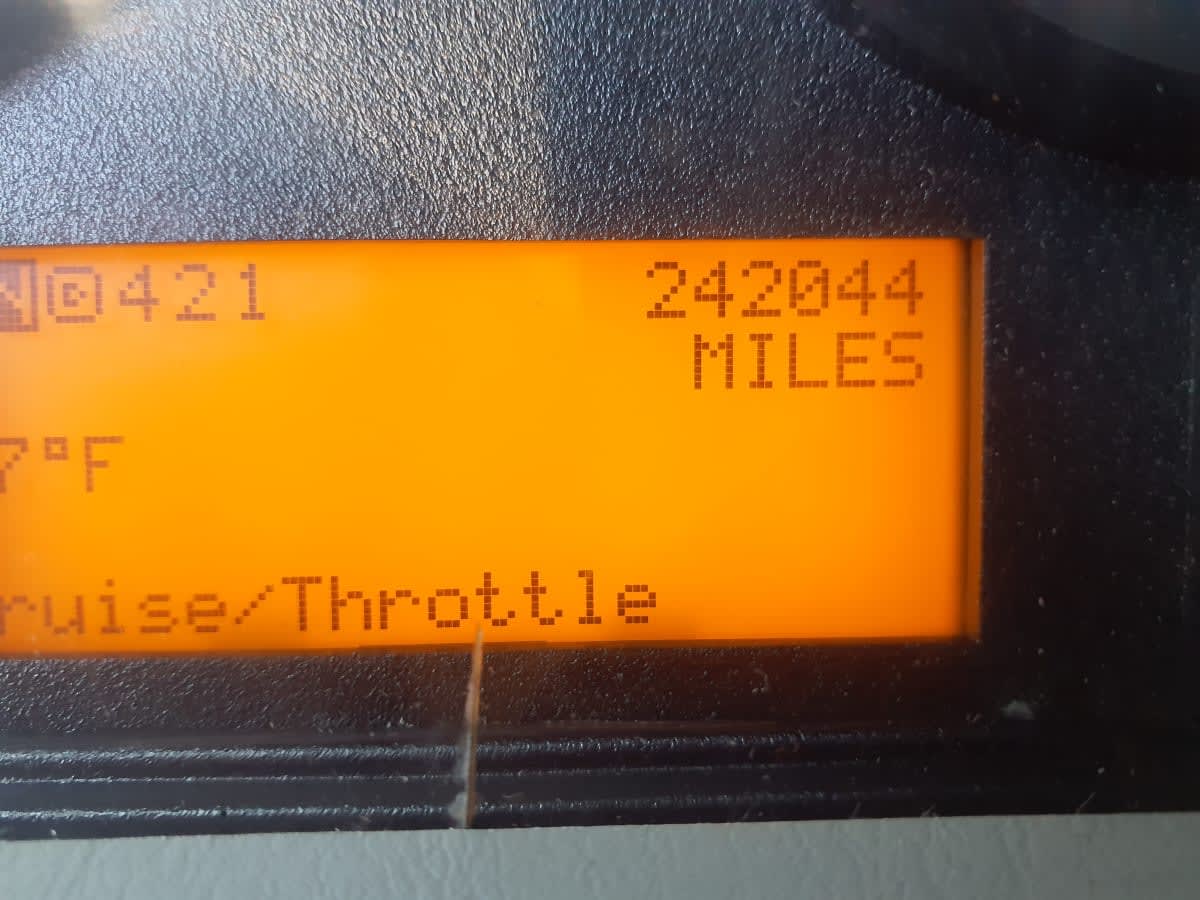 421 242044
MILES
7°F
ruise/Throttle